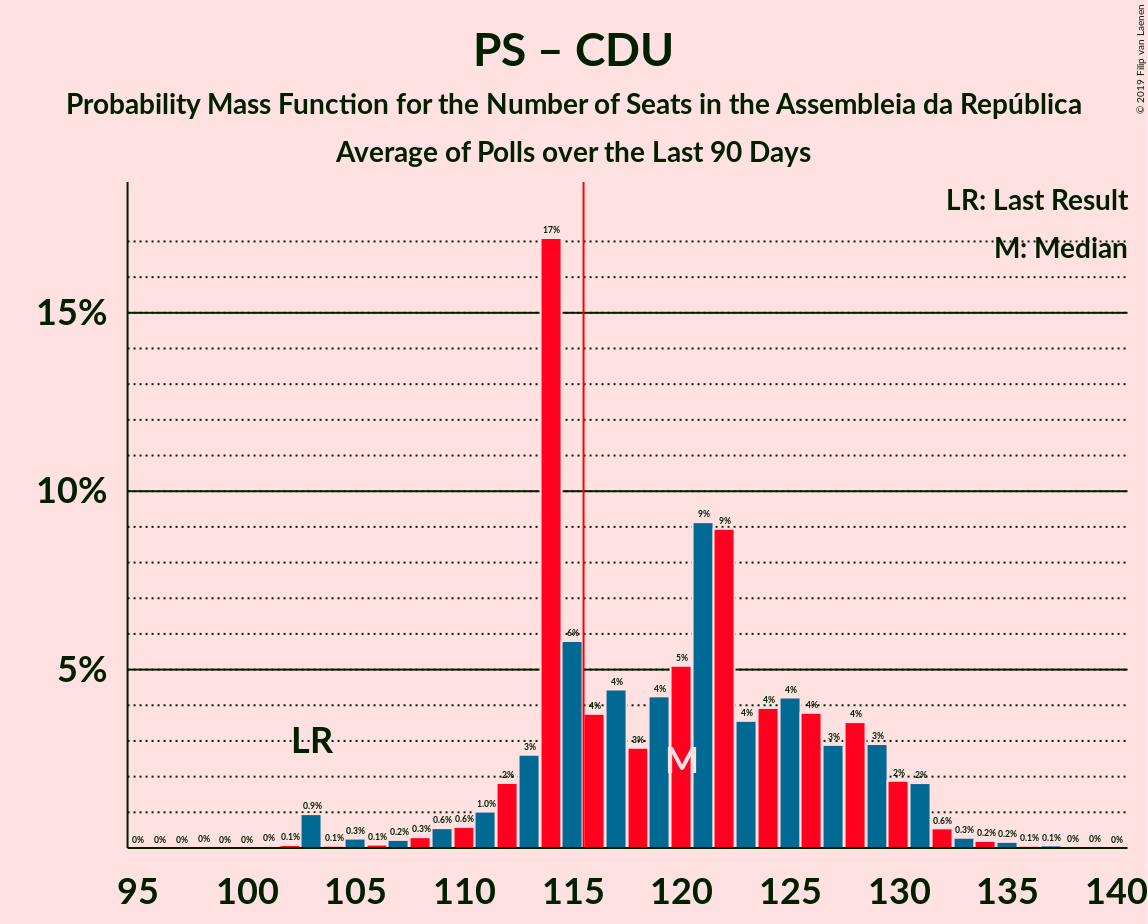 PS – CDU
Probability Mass Function for the Number of Seats in the Assembleia da República
Average of Polls over the Last 90 Days
© 2019 Filip van Laenen
LR: Last Result
M: Median
15%
10%
5%
LR
M
0% 0% 0% 0% 0% 0% 0% 0.1% 0.9% 0.1% 0.3% 0.1% 0.2% 0.3% 0.6% 0.6% 1.0% 2% 3% 17% 6% 4% 4% 3% 4% 5% 9% 9% 4% 4% 4% 4% 3% 4% 3% 2% 2% 0.6% 0.3% 0.2% 0.2% 0.1% 0.1% 0% 0% 0%
95 100 105 110 115 120 125 130 135 140